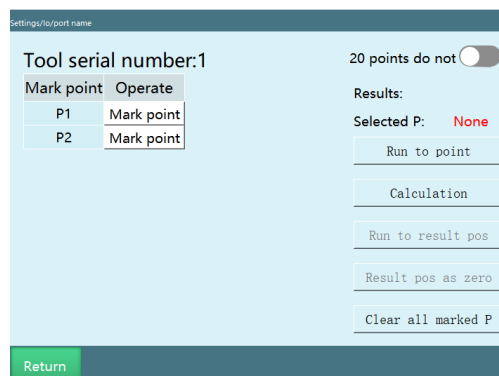 Settings/Io/port name
Tool serial number:1
20 points do not
Mark point Operate
Results:
P1 Mark point
Selected P: None
P2 Mark point
Run to point
Calculation
Run to result pos
Result pos as zero
Clear all marked P
Return